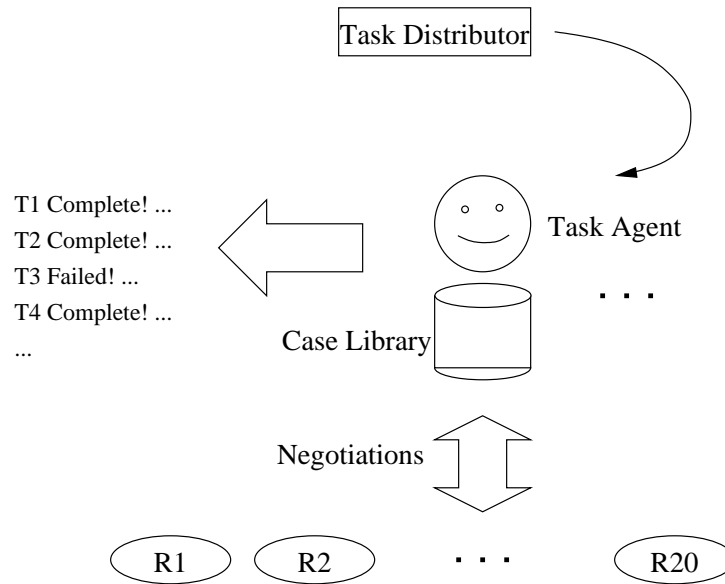 Task Distributor
T1 Complete! ...
T2 Complete! ...
T3 Failed! ...
T4 Complete! ...
...
Task Agent
. . .
Case Library
Negotiations
R1
R2
. . .
R20